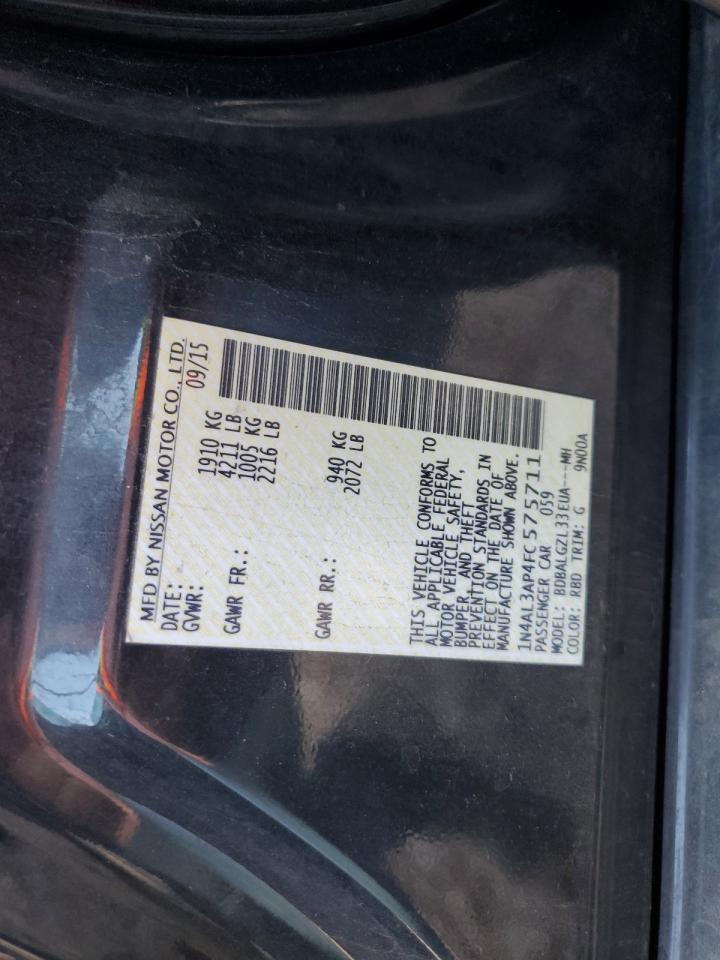 MFD BY NISSAN MOTOR CO., LTD.
DATE: 09/15
GVWR: 1910 KG
4211 LB
GAWR FR.: 1005 KG
2216 LB
GAWR RR.: 940 KG
2072 LB
THIS VEHICLE CONFORMS TO
ALL APPLICABLE FEDERAL
MOTOR VEHICLE SAFETY,
BUMPER, AND THEFT
PREVENTION STANDARDS IN
EFFECT ON THE DATE OF
MANUFACTURE SHOWN ABOVE.
1N4AL3AP4FC575711
PASSENGER CAR 059
MODEL: BDBALGZL33EUA---MH
COLOR: RBD TRIM: G 9N00A